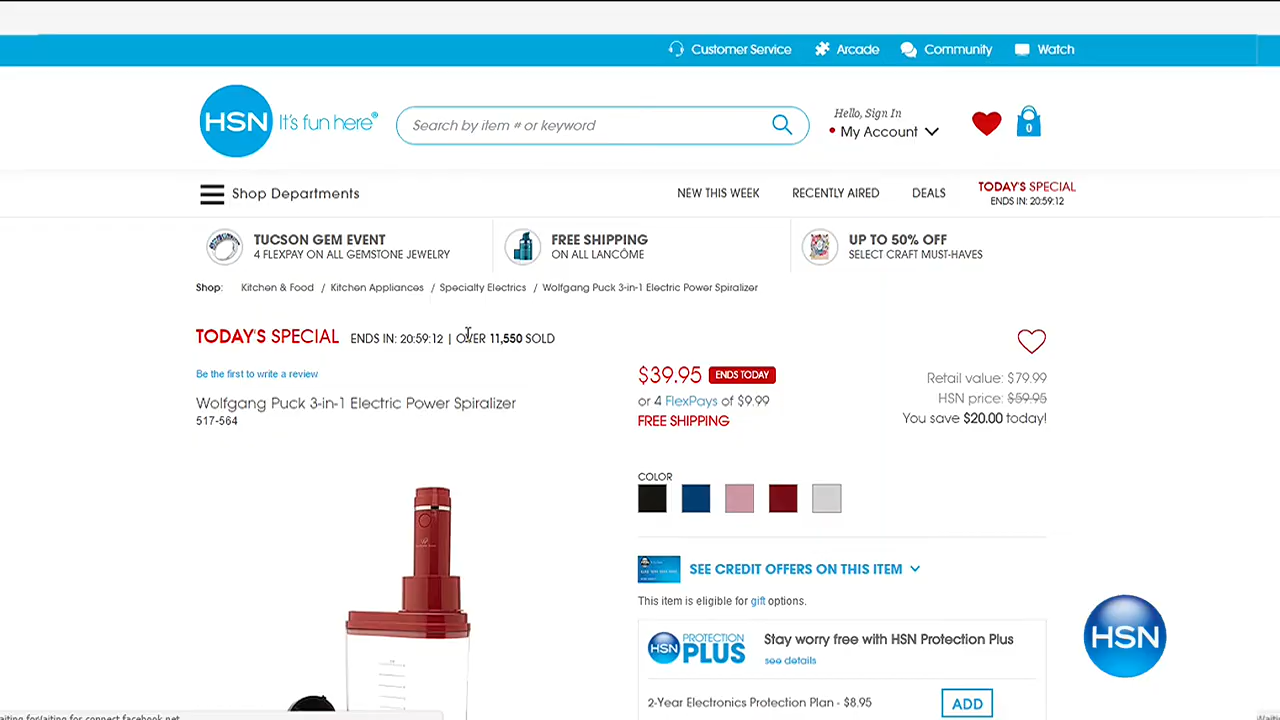 Customer Service Arcade Community Watch
HSN It's fun here®
Search by item # or keyword
Hello, Sign In
My Account
0
Shop Departments
NEW THIS WEEK RECENTLY AIRED DEALS
TODAY'S SPECIAL
ENDS IN: 20:59:12
TUCSON GEM EVENT
4 FLEXPAY ON ALL GEMSTONE JEWELRY
FREE SHIPPING
ON ALL LANCÔME
UP TO 50% OFF
SELECT CRAFT MUST-HAVES
Shop: Kitchen & Food / Kitchen Appliances / Specialty Electrics / Wolfgang Puck 3-in-1 Electric Power Spiralizer
TODAY'S SPECIAL ENDS IN: 20:59:12 | OVER 11,550 SOLD
Be the first to write a review
Wolfgang Puck 3-in-1 Electric Power Spiralizer
517-564
$39.95 ENDS TODAY
or 4 FlexPays of $9.99
FREE SHIPPING
Retail value: $79.99
HSN price: $59.95
You save $20.00 today!
COLOR
SEE CREDIT OFFERS ON THIS ITEM
This item is eligible for gift options.
HSN PROTECTION PLUS
Stay worry free with HSN Protection Plus
see details
2-Year Electronics Protection Plan - $8.95
ADD
HSN